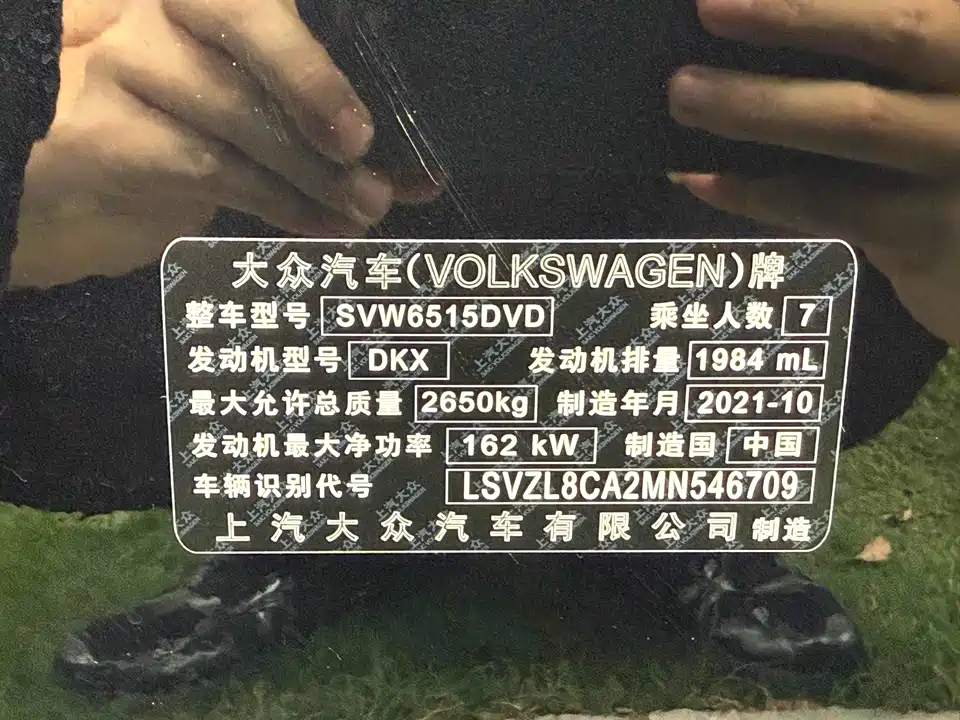 大众汽车(VOLKSWAGEN)牌
整车型号 SVW6515DVD 乘坐人数 7
发动机型号 DKX 发动机排量 1984 mL
最大允许总质量 2650kg 制造年月 2021-10
发动机最大净功率 162 kW 制造国 中国
车辆识别代号 LSVZL8CA2MN546709
上汽大众汽车有限公司制造